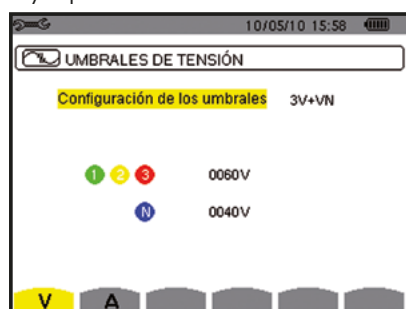 10/05/10 15:58
UMBRALES DE TENSIÓN
Configuración de los umbrales 3V+VN
1 2 3 0060V
N 0040V
V A